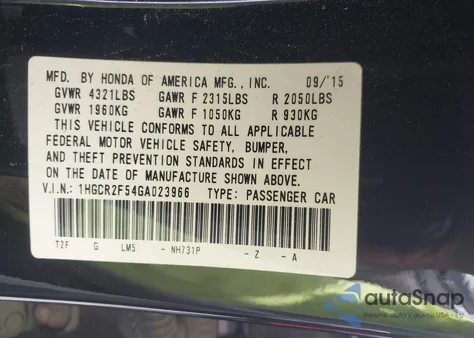 MFD. BY HONDA OF AMERICA MFG., INC. 09/'15
GVWR 4321LBS GAWR F 2315LBS R 2050LBS
GVWR 1960KG GAWR F 1050KG R 930KG
THIS VEHICLE CONFORMS TO ALL APPLICABLE
FEDERAL MOTOR VEHICLE SAFETY, BUMPER,
AND THEFT PREVENTION STANDARDS IN EFFECT
ON THE DATE OF MANUFACTURE SHOWN ABOVE.
V.I.N.: 1HGCR2F54GA023966 TYPE: PASSENGER CAR
T2F G LM5 - NH731P - Z - A
autoSnap